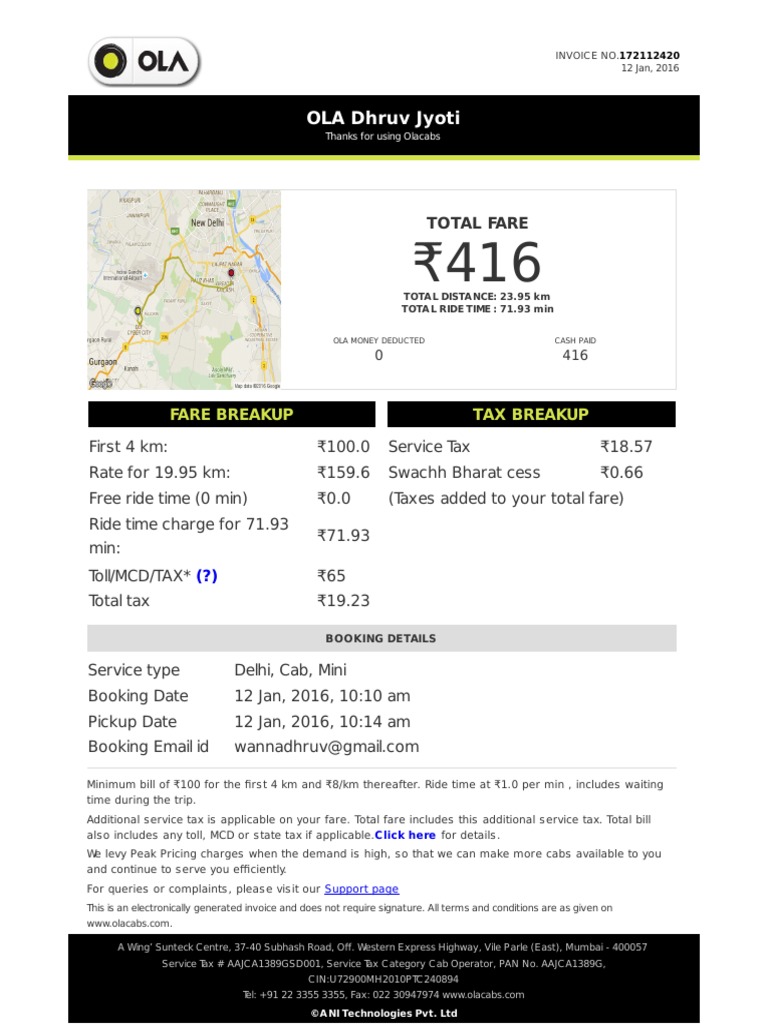 OLA
INVOICE NO.172112420
12 Jan, 2016
OLA Dhruv Jyoti
Thanks for using Olacabs
New Delhi
Gurgaon
Google
Map data ©2016 Google
TOTAL FARE
₹416
TOTAL DISTANCE: 23.95 km
TOTAL RIDE TIME : 71.93 min
OLA MONEY DEDUCTED
0
CASH PAID
416
FARE BREAKUP
First 4 km: ₹100.0
Rate for 19.95 km: ₹159.6
Free ride time (0 min) ₹0.0
Ride time charge for 71.93
min: ₹71.93
Toll/MCD/TAX* (?) ₹65
Total tax ₹19.23
TAX BREAKUP
Service Tax ₹18.57
Swachh Bharat cess ₹0.66
(Taxes added to your total fare)
BOOKING DETAILS
Service type Delhi, Cab, Mini
Booking Date 12 Jan, 2016, 10:10 am
Pickup Date 12 Jan, 2016, 10:14 am
Booking Email id wannadhruv@gmail.com
Minimum bill of ₹100 for the first 4 km and ₹8/km thereafter. Ride time at ₹1.0 per min , includes waiting
time during the trip.
Additional service tax is applicable on your fare. Total fare includes this additional service tax. Total bill
also includes any toll, MCD or state tax if applicable.Click here for details.
We levy Peak Pricing charges when the demand is high, so that we can make more cabs available to you
and continue to serve you efficiently.
For queries or complaints, please visit our Support page
This is an electronically generated invoice and does not require signature. All terms and conditions are as given on
www.olacabs.com.
A Wing' Sunteck Centre, 37-40 Subhash Road, Off. Western Express Highway, Vile Parle (East), Mumbai - 400057
Service Tax # AAJCA1389GSD001, Service Tax Category Cab Operator, PAN No. AAJCA1389G,
CIN:U72900MH2010PTC240894
Tel: +91 22 3355 3355, Fax: 022 30947974 www.olacabs.com
©ANI Technologies Pvt. Ltd